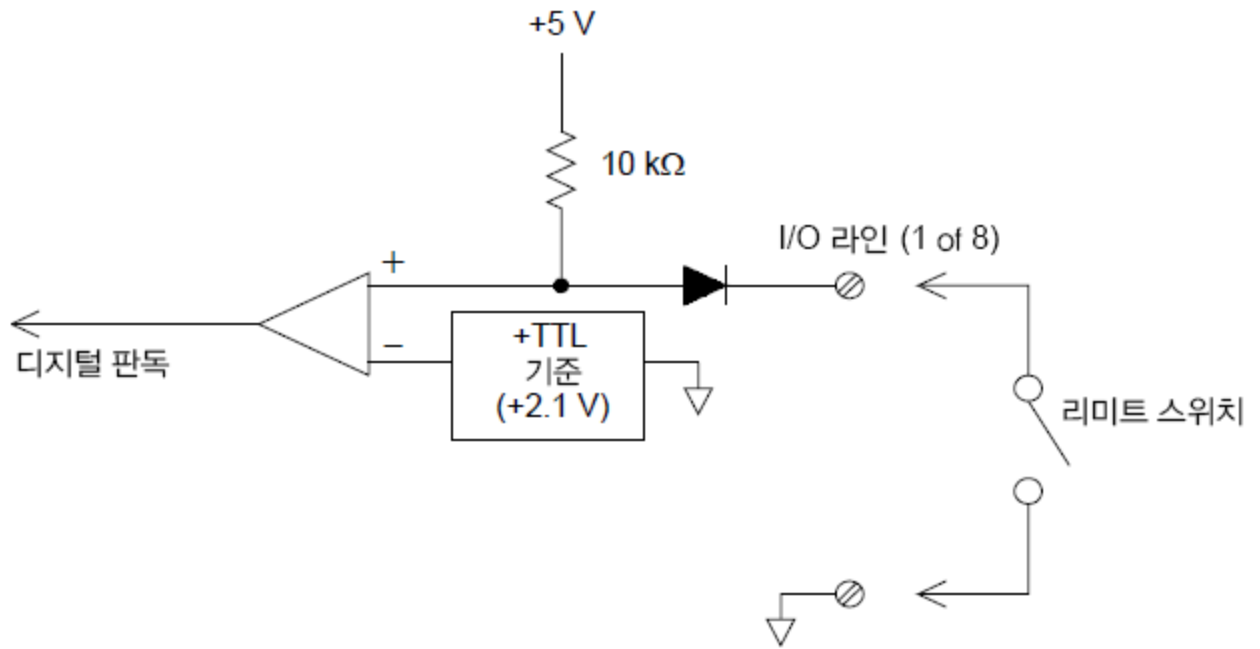 +5 V
10 kΩ
I/O 라인 (1 of 8)
+
−
+TTL
기준
(+2.1 V)
디지털 판독
리미트 스위치